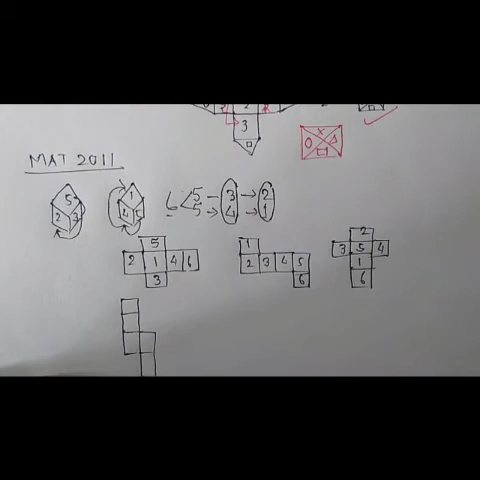 3
O X Δ
MAT 2011
5 2 3
1 4 5
6 < 5 – 3 → 2
5 → 4 → 1
5
2 1 4 6
3
1
2 3 4 5
6
2
3 5 4
1
6